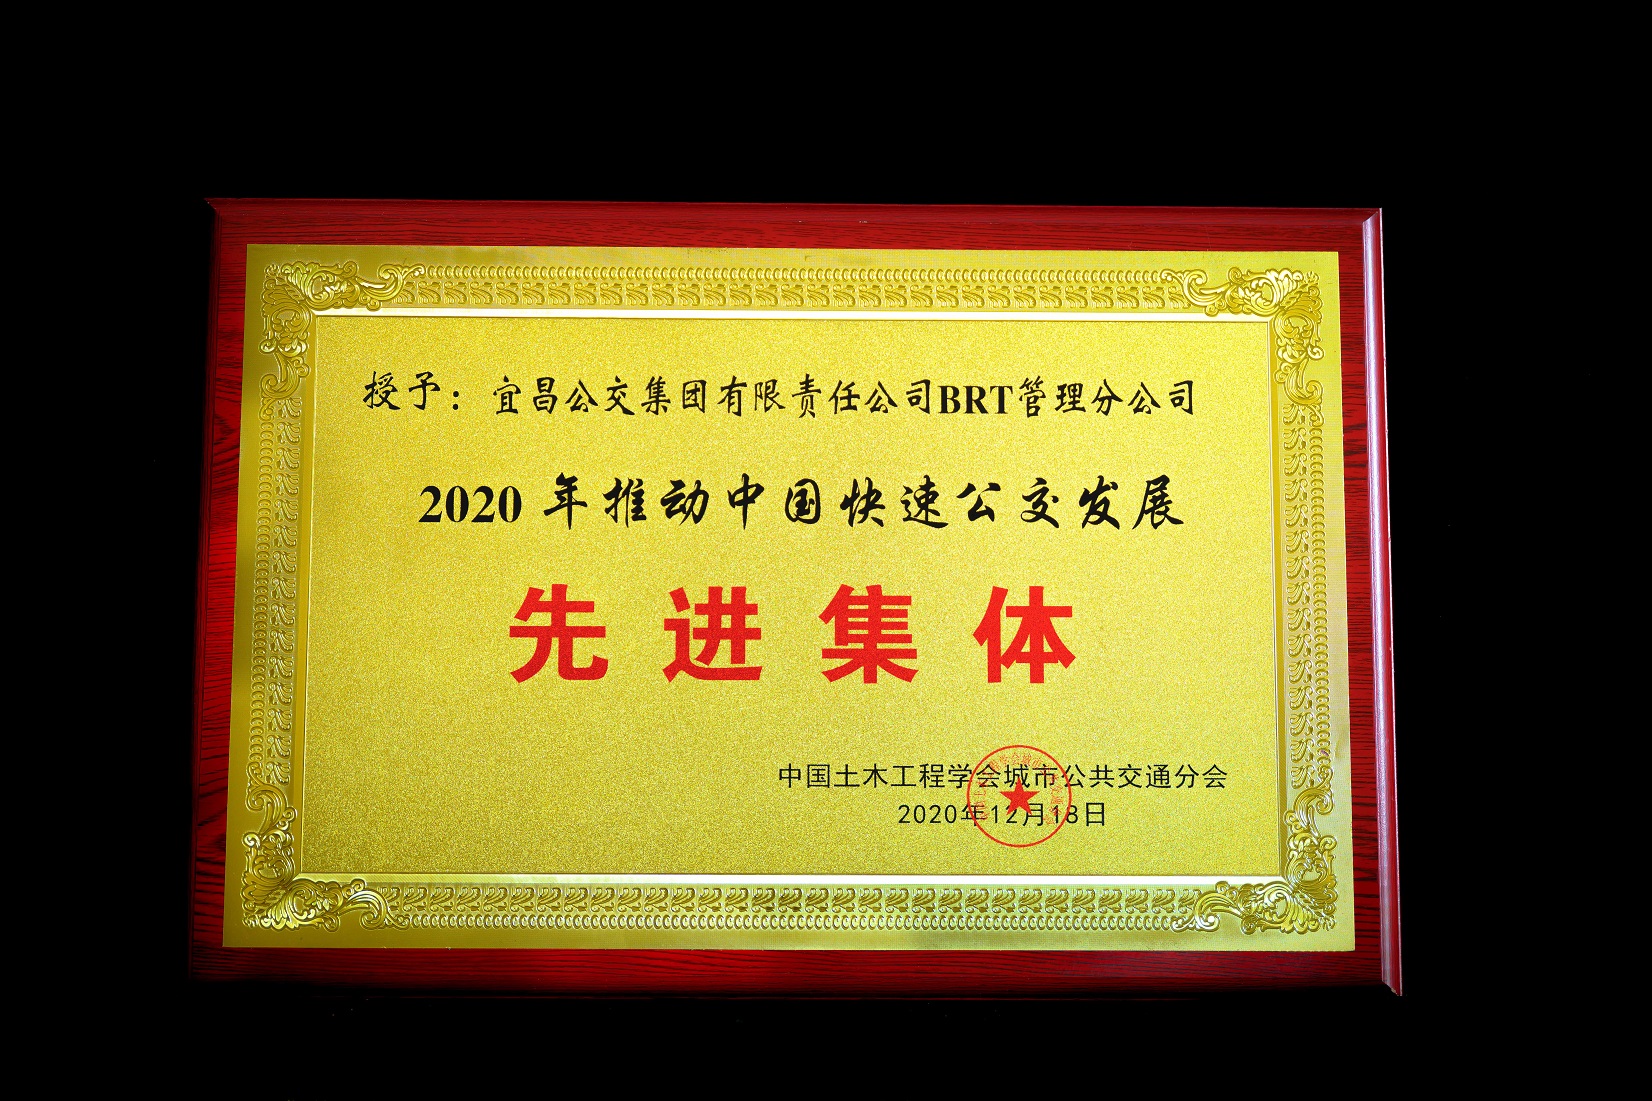 授予：宜昌公交集团有限责任公司BRT管理分公司
2020年推动中国快速公交发展
先进集体
中国土木工程学会城市公共交通分会
2020年12月18日